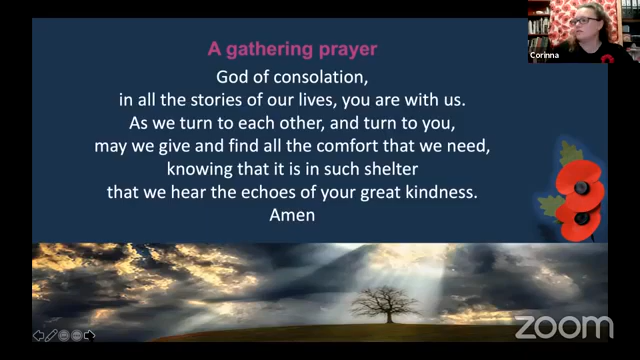 A gathering prayer
God of consolation,
in all the stories of our lives, you are with us.
As we turn to each other, and turn to you,
may we give and find all the comfort that we need,
knowing that it is in such shelter
that we hear the echoes of your great kindness.
Amen
Corinna
zoom